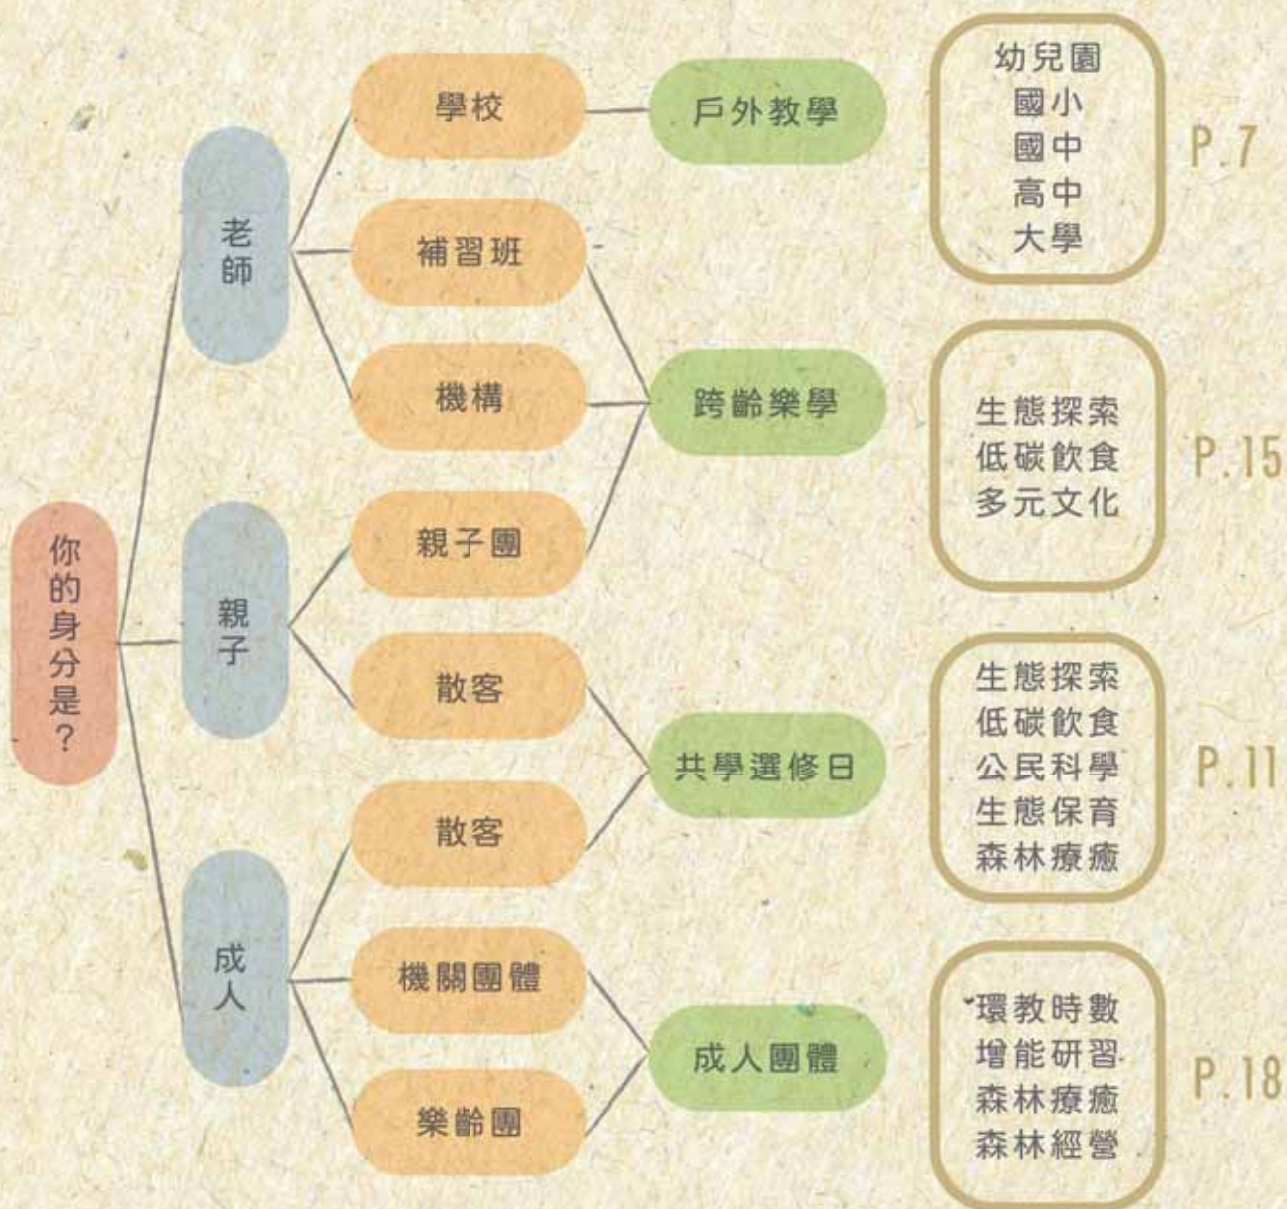 你的身分是？
老師
親子
成人
學校
補習班
機構
親子團
散客
散客
機關團體
樂齡團
戶外教學
跨齡樂學
共學選修日
成人團體
幼兒園
國小
國中
高中
大學
P.7
生態探索
低碳飲食
多元文化
P.15
生態探索
低碳飲食
公民科學
生態保育
森林療癒
P.11
環教時數
增能研習
森林療癒
森林經營
P.18